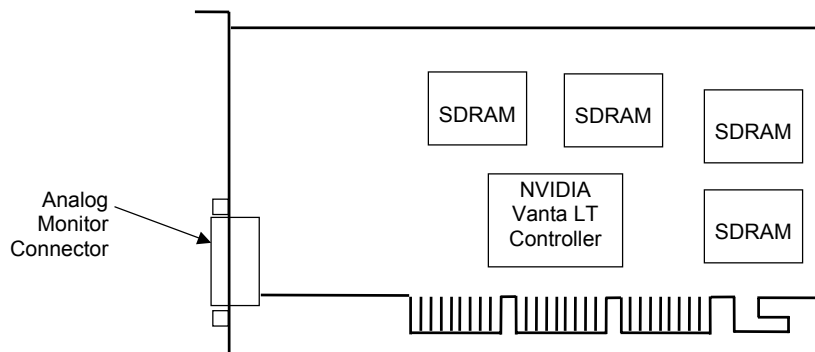 SDRAM
SDRAM
SDRAM
NVIDIA
Vanta LT
Controller
SDRAM
Analog
Monitor
Connector